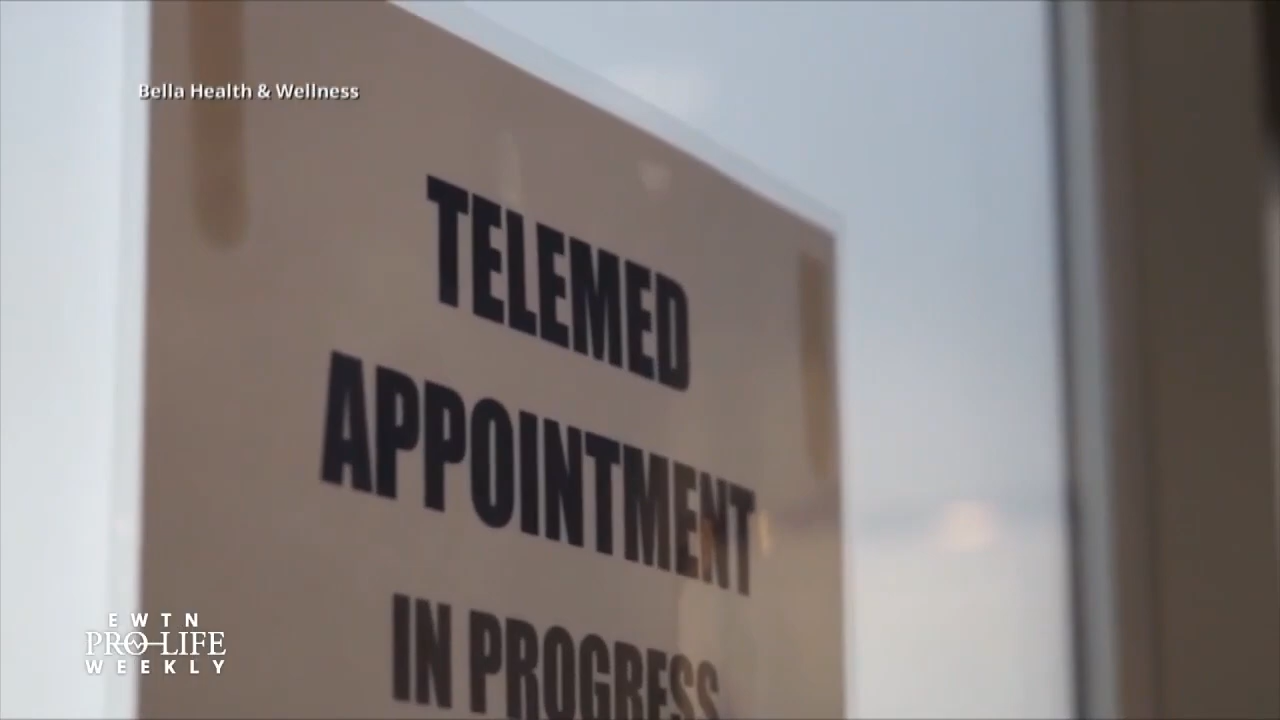 Bella Health & Wellness
TELEMED
APPOINTMENT
IN PROGRESS
EWTN
PRO-LIFE
WEEKLY